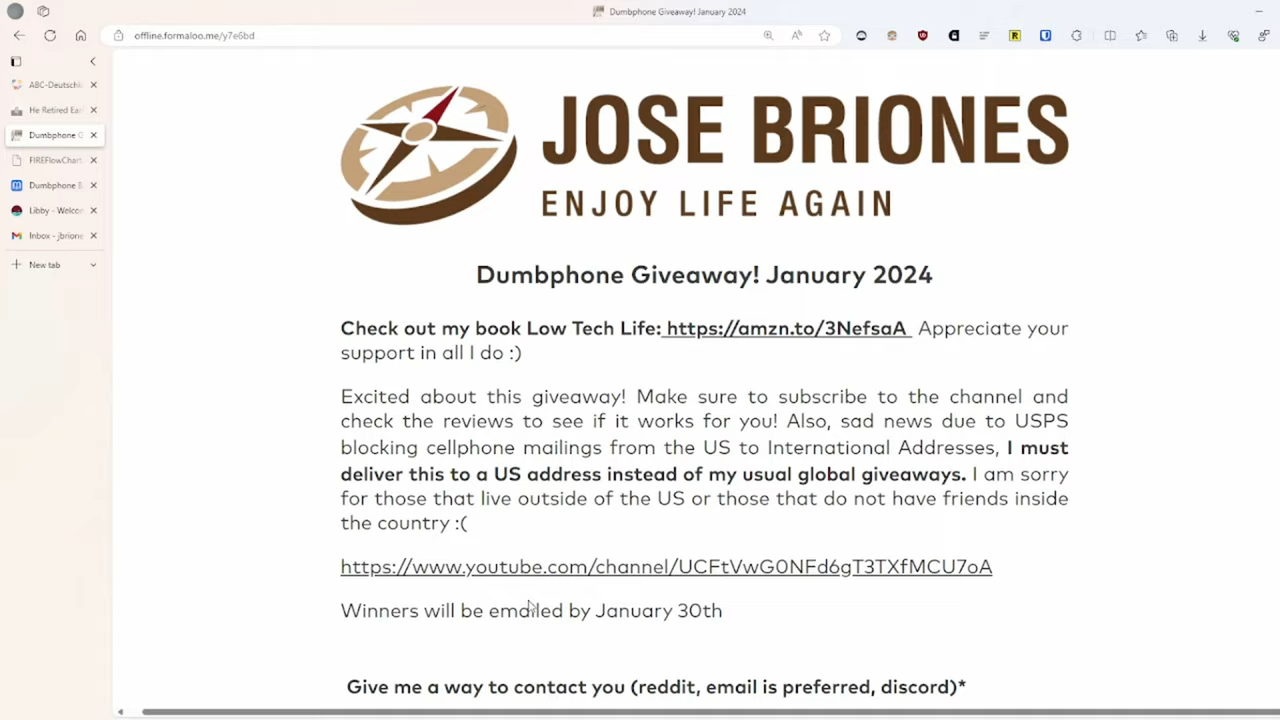 Dumbphone Giveaway! January 2024
offline.formaloo.me/y7e6bd
ABC-Deutschl
He Retired Ea
Dumbphone G
FIREFlowChart
Dumbphone
Libby - Welco
Inbox - jbrione
New tab
JOSE BRIONES
ENJOY LIFE AGAIN
Dumbphone Giveaway! January 2024
Check out my book Low Tech Life: https://amzn.to/3NefsaA Appreciate your
support in all I do :)
Excited about this giveaway! Make sure to subscribe to the channel and
check the reviews to see if it works for you! Also, sad news due to USPS
blocking cellphone mailings from the US to International Addresses, I must
deliver this to a US address instead of my usual global giveaways. I am sorry
for those that live outside of the US or those that do not have friends inside
the country :(
https://www.youtube.com/channel/UCFtVwG0NFd6gT3TXfMCU7oA
Winners will be emailed by January 30th
Give me a way to contact you (reddit, email is preferred, discord)*